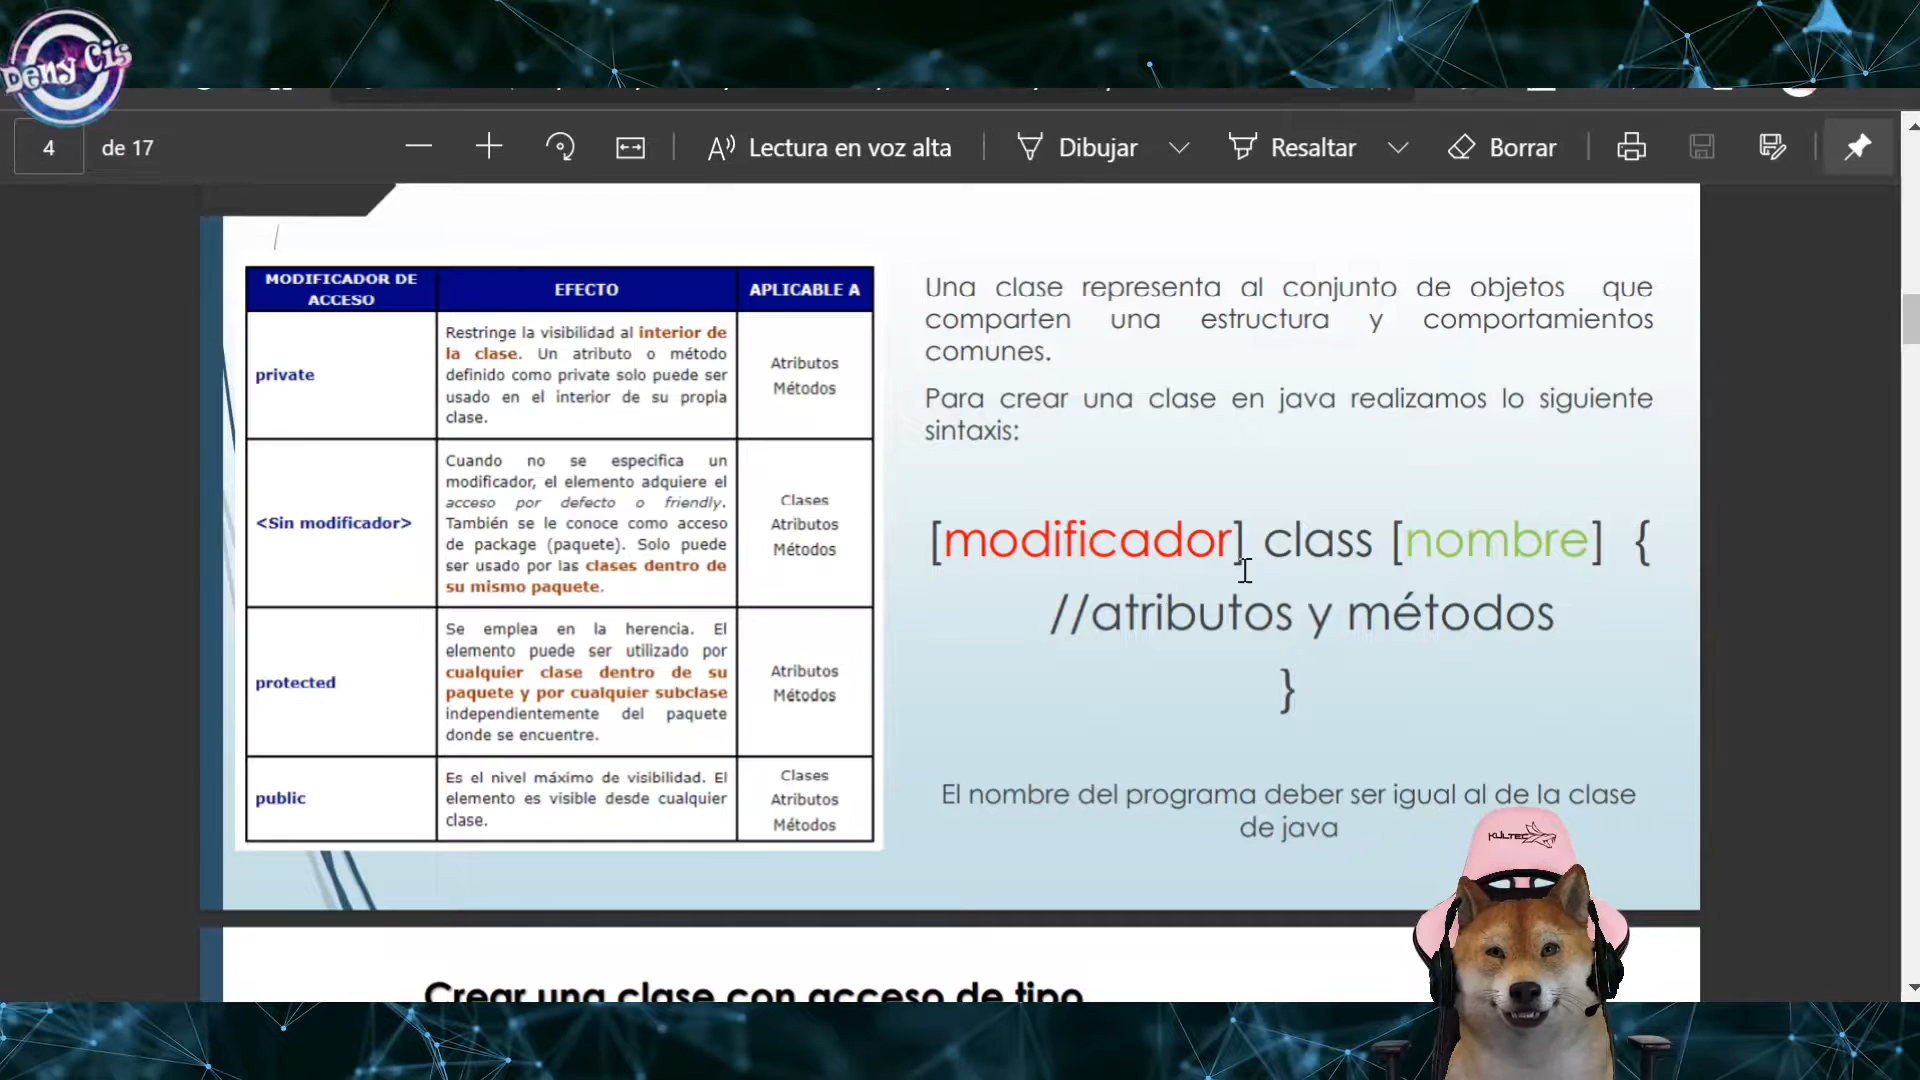 Deny Cis
4
de 17
Lectura en voz alta
Dibujar
Resaltar
Borrar
MODIFICADOR DE
ACCESO
EFECTO
APLICABLE A
private
Restringe la visibilidad al interior de
la clase. Un atributo o método
definido como private solo puede ser
usado en el interior de su propia
clase.
Atributos
Métodos
<Sin modificador>
Cuando no se especifica un
modificador, el elemento adquiere el
acceso por defecto o friendly.
También se le conoce como acceso
de package (paquete). Solo puede
ser usado por las clases dentro de
su mismo paquete.
Clases
Atributos
Métodos
protected
Se emplea en la herencia. El
elemento puede ser utilizado por
cualquier clase dentro de su
paquete y por cualquier subclase
independientemente del paquete
donde se encuentre.
Atributos
Métodos
public
Es el nivel máximo de visibilidad. El
elemento es visible desde cualquier
clase.
Clases
Atributos
Métodos
Una clase representa al conjunto de objetos que
comparten una estructura y comportamientos
comunes.
Para crear una clase en java realizamos lo siguiente
sintaxis:
[modificador] class [nombre] {
//atributos y métodos
}
El nombre del programa deber ser igual al de la clase
de java
KULTEC
Crear una clase con acceso de tipo